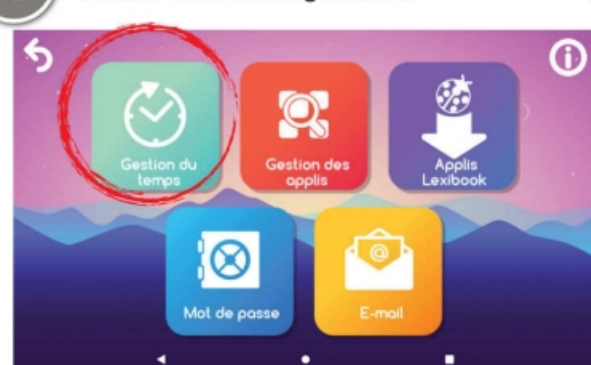 Gestion du
temps
Gestion des
applis
Applis
Lexibook
Mot de passe
@
E-mail